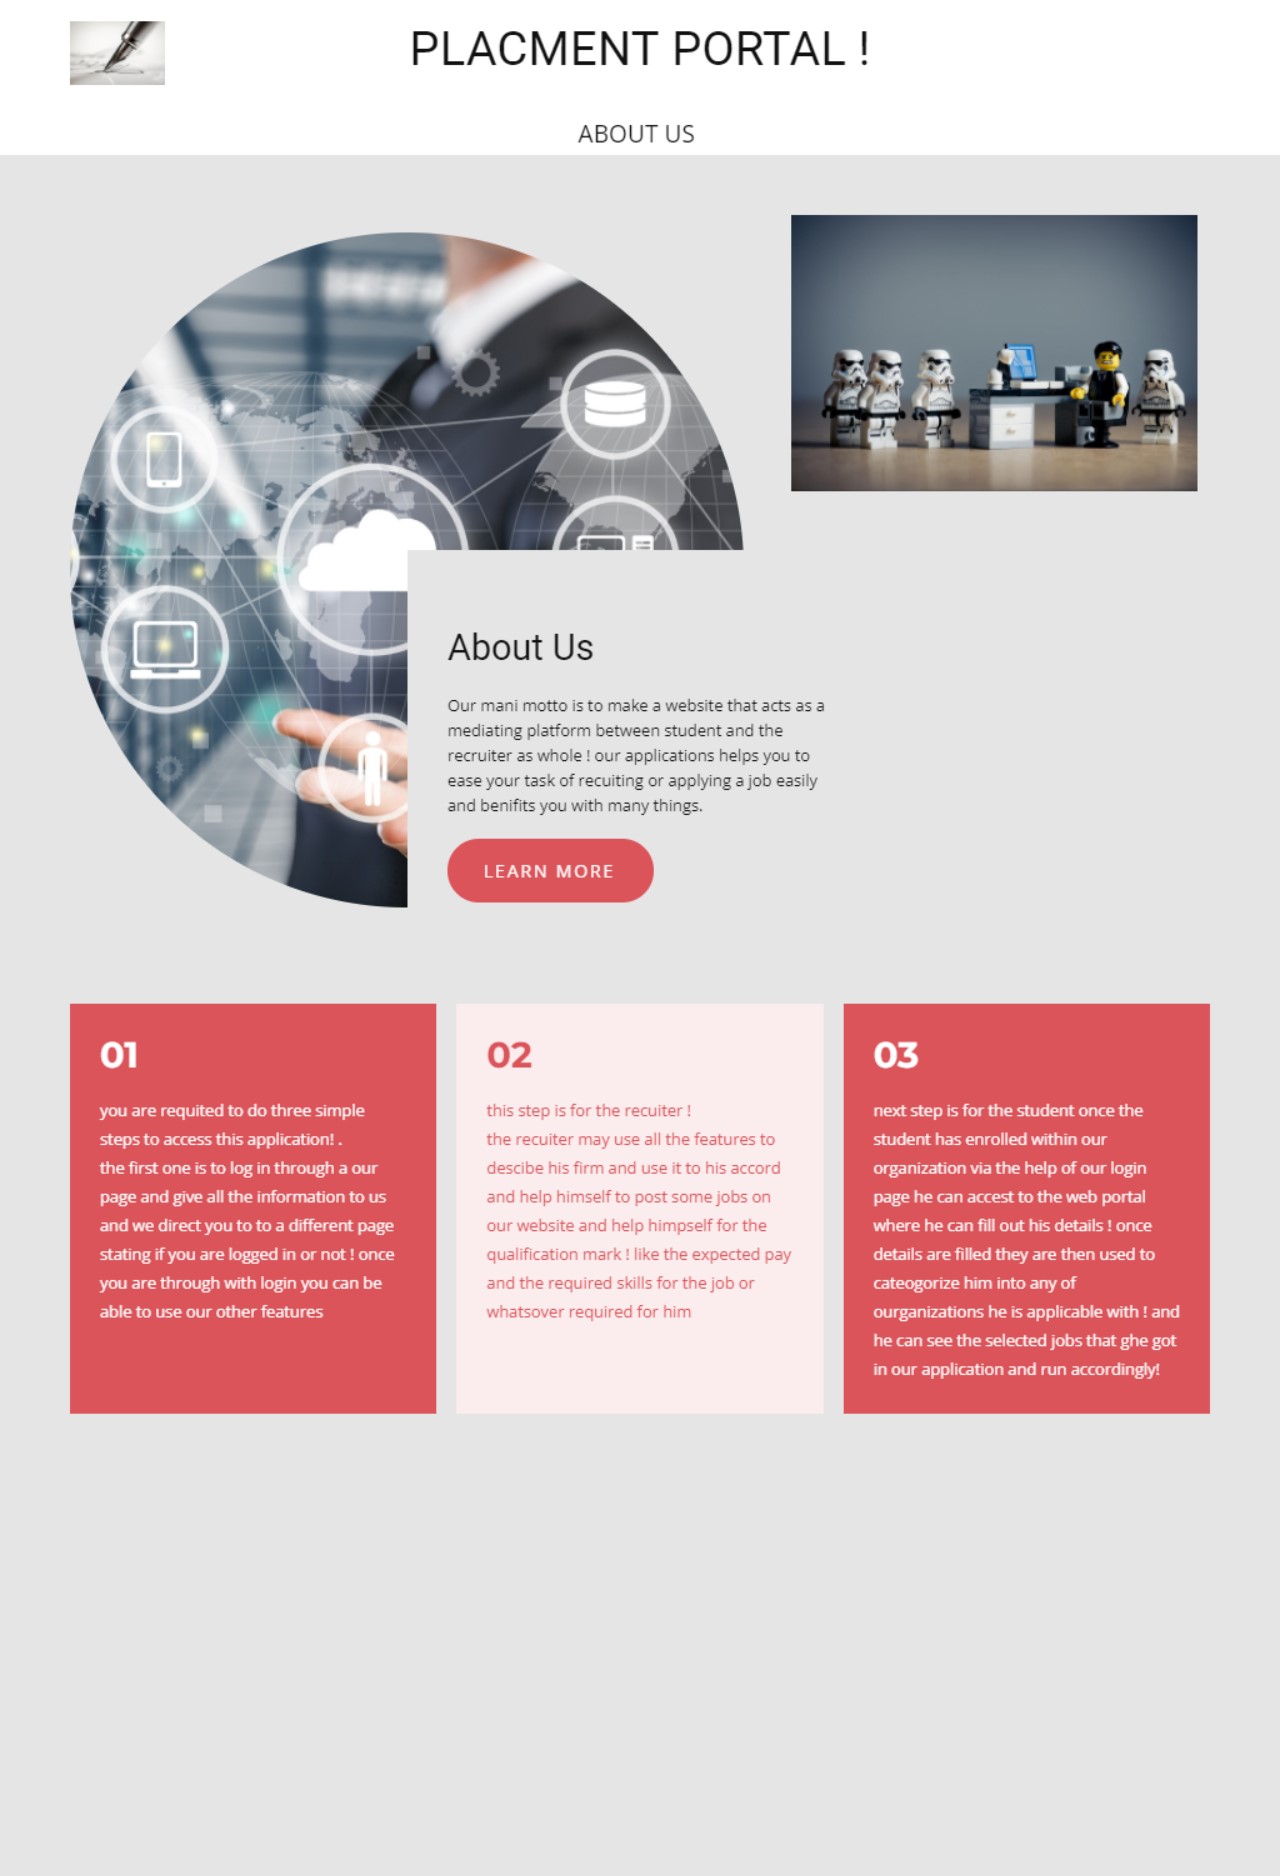 PLACMENT PORTAL !
ABOUT US
About Us
Our mani motto is to make a website that acts as a
mediating platform between student and the
recruiter as whole ! our applications helps you to
ease your task of recuiting or applying a job easily
and benifits you with many things.
LEARN MORE
01
you are requited to do three simple
steps to access this application! .
the first one is to log in through a our
page and give all the information to us
and we direct you to to a different page
stating if you are logged in or not ! once
you are through with login you can be
able to use our other features
02
this step is for the recuiter !
the recuiter may use all the features to
descibe his firm and use it to his accord
and help himself to post some jobs on
our website and help himpself for the
qualification mark ! like the expected pay
and the required skills for the job or
whatsover required for him
03
next step is for the student once the
student has enrolled within our
organization via the help of our login
page he can accest to the web portal
where he can fill out his details ! once
details are filled they are then used to
cateogorize him into any of
ourganizations he is applicable with ! and
he can see the selected jobs that ghe got
in our application and run accordingly!